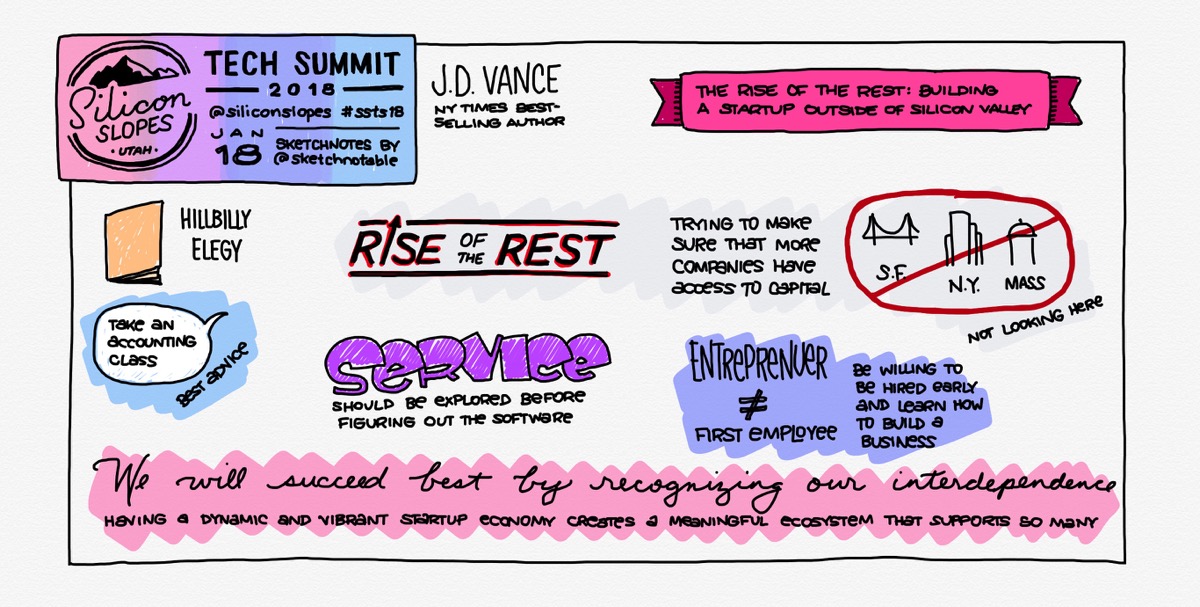 Silicon
SLOPES
• UTAH •
TECH SUMMIT
2018
@siliconslopes #ssts18
JAN
18
SKETCHNOTES BY
@sketchnotable
J.D. VANCE
NY TIMES BEST-
SELLING AUTHOR
THE RISE OF THE REST: BUILDING
A STARTUP OUTSIDE OF SILICON VALLEY
HILLBILLY
ELEGY
RISE OF THE REST
TRYING TO MAKE
SURE THAT MORE
COMPANIES HAVE
ACCESS TO CAPITAL
S.F.
N.Y.
MASS
NOT LOOKING HERE
TAKE AN
ACCOUNTING
CLASS
BEST ADVICE
SERVICE
SHOULD BE EXPLORED BEFORE
FIGURING OUT THE SOFTWARE
ENTREPRENUER
≠
FIRST EMPLOYEE
BE WILLING TO
BE HIRED EARLY
AND LEARN HOW
TO BUILD A
BUSINESS
We will succeed best by recognizing our interdependence
HAVING A DYNAMIC AND VIBRANT STARTUP ECONOMY CREATES A MEANINGFUL ECOSYSTEM THAT SUPPORTS SO MANY